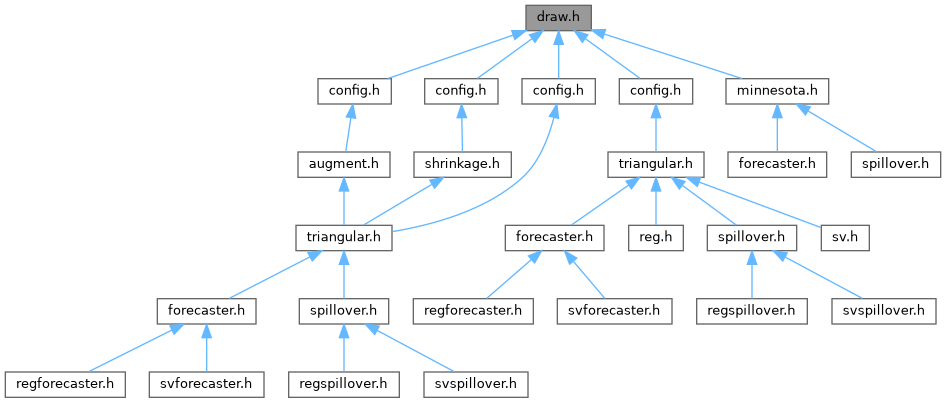 draw.h
config.h
config.h
config.h
config.h
minnesota.h
augment.h
shrinkage.h
triangular.h
forecaster.h
spillover.h
triangular.h
forecaster.h
reg.h
spillover.h
sv.h
forecaster.h
spillover.h
regforecaster.h
svforecaster.h
regspillover.h
svspillover.h
regforecaster.h
svforecaster.h
regspillover.h
svspillover.h